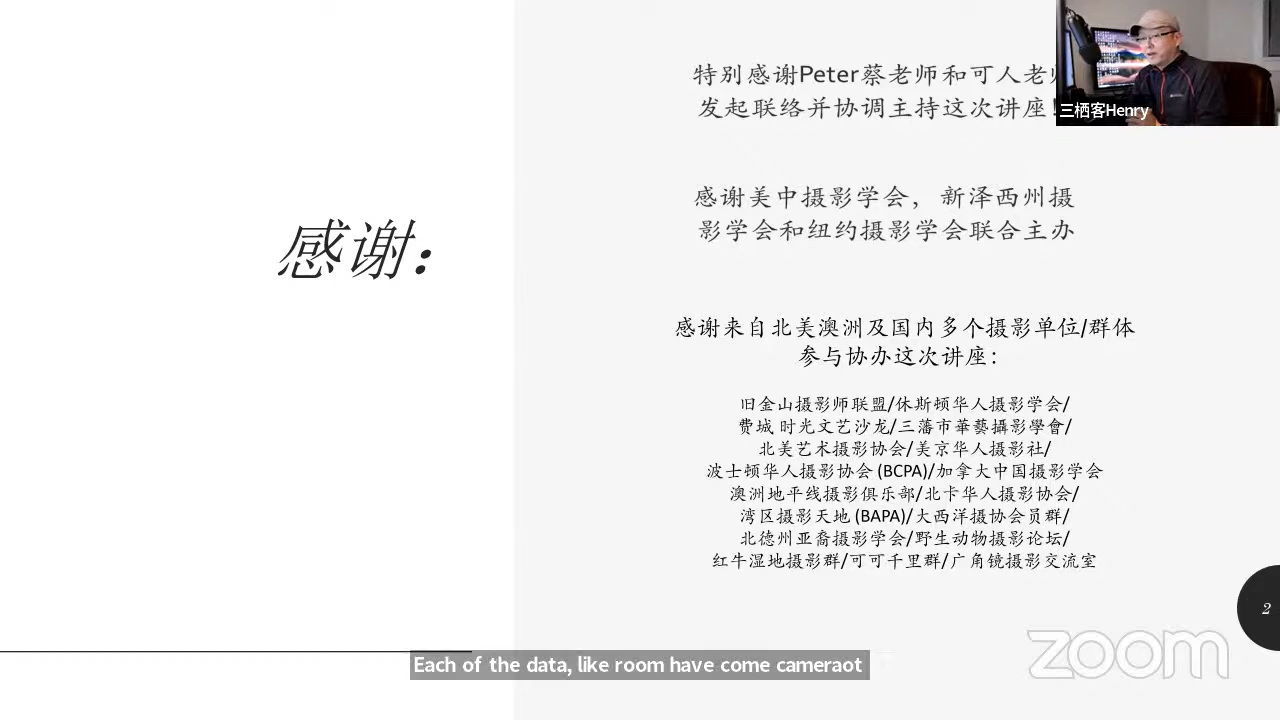 感谢：
特别感谢Peter蔡老师和可人老
发起联络并协调主持这次讲座
三栖客Henry
感谢美中摄影学会，新泽西州摄
影学会和纽约摄影学会联合主办
感谢来自北美澳洲及国内多个摄影单位/群体
参与协办这次讲座：
旧金山摄影师联盟/休斯顿华人摄影学会/
费城 时光文艺沙龙/三藩市華藝攝影學會/
北美艺术摄影协会/美京华人摄影社/
波士顿华人摄影协会 (BCPA)/加拿大中国摄影学会
澳洲地平线摄影俱乐部/北卡华人摄影协会/
湾区摄影天地 (BAPA)/大西洋摄协会员群/
北德州亚裔摄影学会/野生动物摄影论坛/
红牛湿地摄影群/可可千里群/广角镜摄影交流室
2
zoom
Each of the data, like room have come cameraot